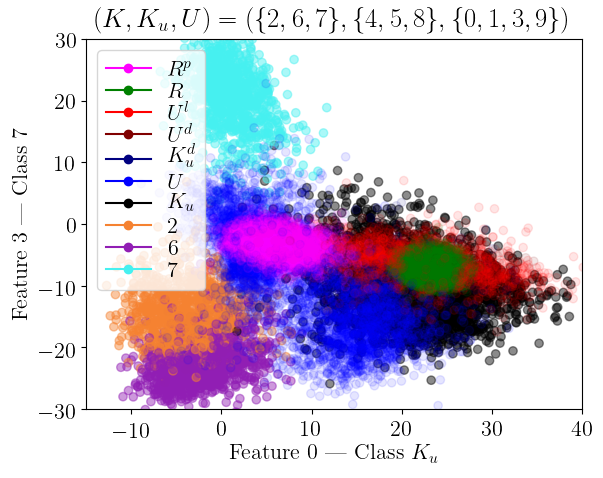 (K, K_u, U) = ({2, 6, 7}, {4, 5, 8}, {0, 1, 3, 9})
R^p
R
U^l
U^d
K_u^d
U
K_u
2
6
7
30
20
10
0
−10
−20
−30
Feature 3 — Class 7
−10
0
10
20
30
40
Feature 0 — Class K_u